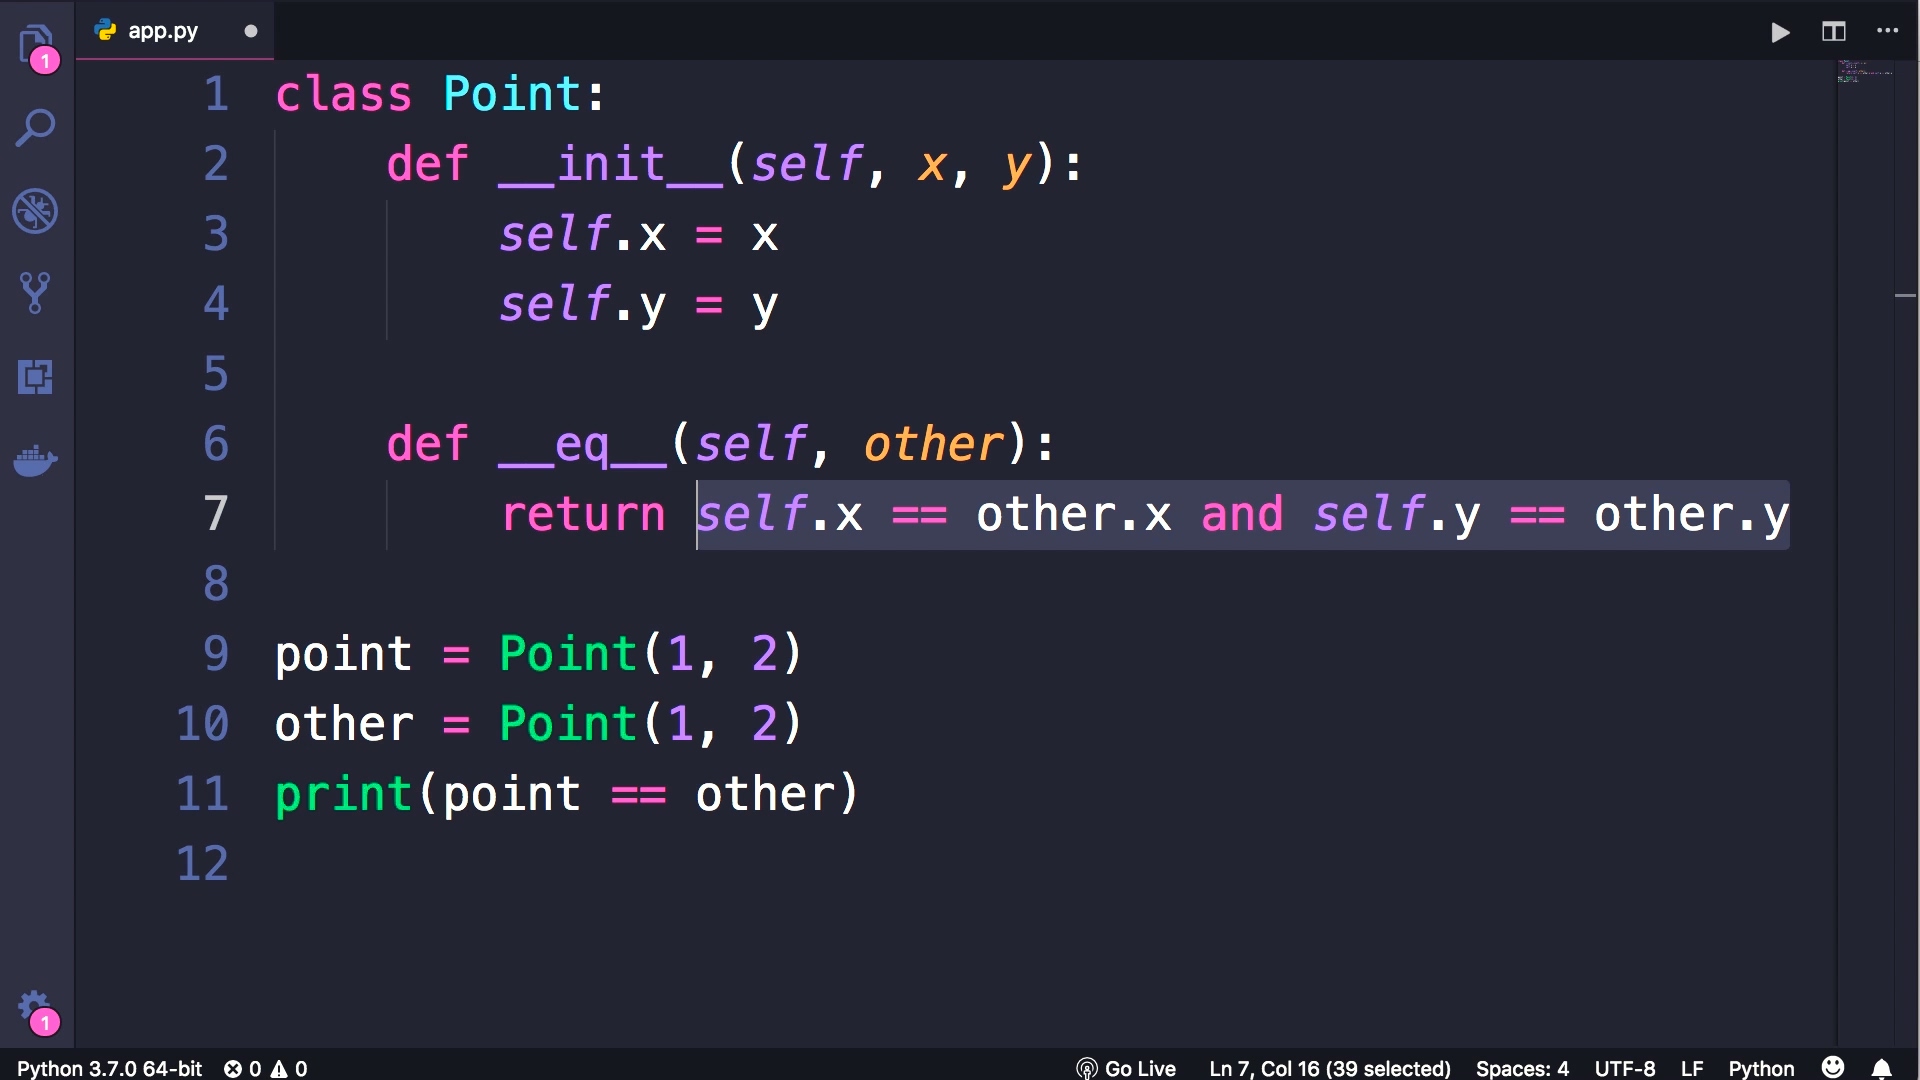 app.py
1
1 class Point:
2     def __init__(self, x, y):
3         self.x = x
4         self.y = y
5
6     def __eq__(self, other):
7         return self.x == other.x and self.y == other.y
8
9 point = Point(1, 2)
10 other = Point(1, 2)
11 print(point == other)
12
1
Python 3.7.0 64-bit 0 0 Go Live Ln 7, Col 16 (39 selected) Spaces: 4 UTF-8 LF Python